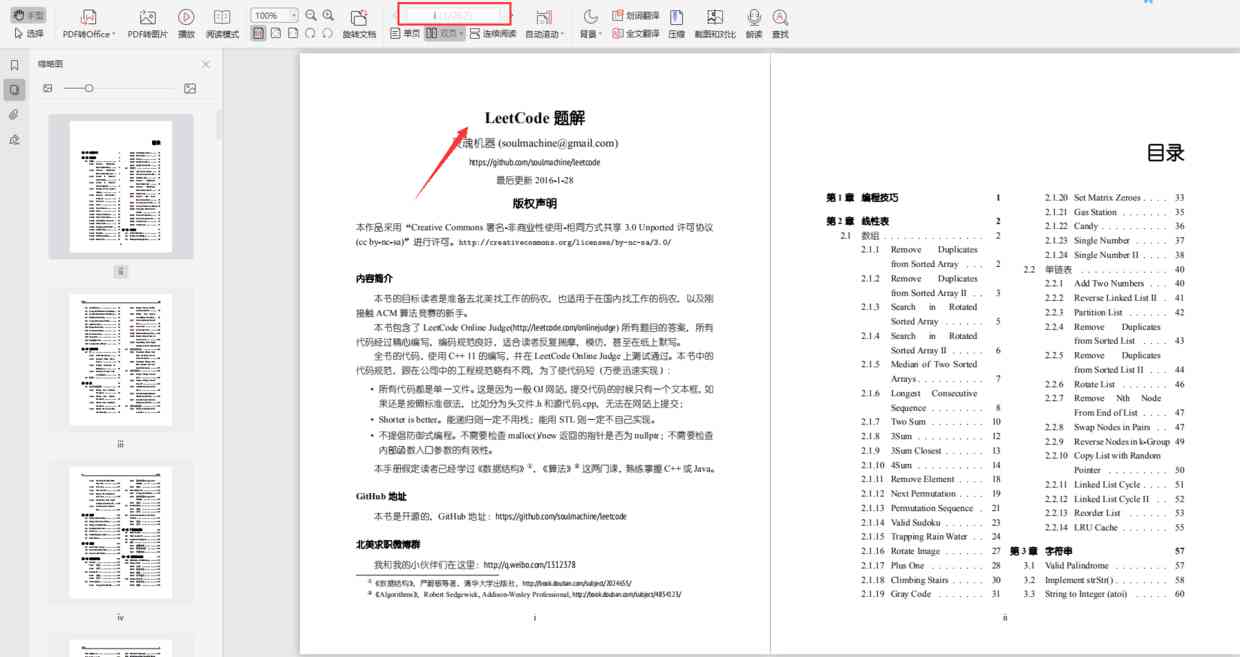 手型
选择
PDF转Office
PDF转图片
播放
阅读模式
100%
旋转文档
单页
双页
连续阅读
自动滚动
背景
划词翻译
全文翻译
压缩
截图和对比
朗读
查找
缩略图
ii
iii
iv
LeetCode 题解
灵魂机器 (soulmachine@gmail.com)
https://github.com/soulmachine/leetcode
最后更新 2016-1-28
版权声明
本作品采用“Creative Commons 署名-非商业性使用-相同方式共享 3.0 Unported 许可协议
(cc by-nc-sa)”进行许可。http://creativecommons.org/licenses/by-nc-sa/3.0/
内容简介
本书的目标读者是准备去北美找工作的码农，也适用于在国内找工作的码农，以及刚
接触 ACM 算法竞赛的新手。
本书包含了 LeetCode Online Judge(http://leetcode.com/onlinejudge) 所有题目的答案，所有
代码经过精心编写，编码规范良好，适合读者反复揣摩，模仿，甚至在纸上默写。
全书的代码，使用 C++ 11 的编写，并在 LeetCode Online Judge 上测试通过。本书中的
代码规范，跟在公司中的工程规范略有不同，为了使代码短（方便迅速实现）：
• 所有代码都是单一文件。这是因为一般 OJ 网站，提交代码的时候只有一个文本框，如
果还是按照标准做法，比如分为头文件.h 和源代码.cpp，无法在网站上提交；
• Shorter is better。能递归则一定不用栈；能用 STL 则一定不自己实现。
• 不提倡防御式编程。不需要检查 malloc()/new 返回的指针是否为 nullptr；不需要检查
内部函数入口参数的有效性。
本手册假定读者已经学过《数据结构》①，《算法》② 这两门课，熟练掌握 C++ 或 Java。
GitHub 地址
本书是开源的，GitHub 地址：https://github.com/soulmachine/leetcode
北美求职微博群
我和我的小伙伴们在这里：http://q.weibo.com/1312378
①《数据结构》，严蔚敏等著，清华大学出版社，http://book.douban.com/subject/2024655/
②《Algorithms》，Robert Sedgewick, Addison-Wesley Professional, http://book.douban.com/subject/4854123/
i
目录
第 1 章 编程技巧 1
第 2 章 线性表 2
2.1 数组 . . . . 2
2.1.1 Remove Duplicates
from Sorted Array . . . 2
2.1.2 Remove Duplicates
from Sorted Array II . . 3
2.1.3 Search in Rotated
Sorted Array . . . . 5
2.1.4 Search in Rotated
Sorted Array II . . . . 6
2.1.5 Median of Two Sorted
Arrays . . . . 7
2.1.6 Longest Consecutive
Sequence . . . . 8
2.1.7 Two Sum . . . . 10
2.1.8 3Sum . . . . 12
2.1.9 3Sum Closest . . . . 13
2.1.10 4Sum . . . . 14
2.1.11 Remove Element . . . . 18
2.1.12 Next Permutation . . . . 19
2.1.13 Permutation Sequence . 21
2.1.14 Valid Sudoku . . . . 23
2.1.15 Trapping Rain Water . . 24
2.1.16 Rotate Image . . . . 27
2.1.17 Plus One . . . . 28
2.1.18 Climbing Stairs . . . . 30
2.1.19 Gray Code . . . . 31
2.1.20 Set Matrix Zeroes . . . . 33
2.1.21 Gas Station . . . . 35
2.1.22 Candy . . . . 36
2.1.23 Single Number . . . . 37
2.1.24 Single Number II . . . . 38
2.2 单链表 . . . . 40
2.2.1 Add Two Numbers . . . 40
2.2.2 Reverse Linked List II . 41
2.2.3 Partition List . . . . 42
2.2.4 Remove Duplicates
from Sorted List . . . . 43
2.2.5 Remove Duplicates
from Sorted List II . . . 44
2.2.6 Rotate List . . . . 46
2.2.7 Remove Nth Node
From End of List . . . . 47
2.2.8 Swap Nodes in Pairs . . 47
2.2.9 Reverse Nodes in k-Group 49
2.2.10 Copy List with Random
Pointer . . . . 50
2.2.11 Linked List Cycle . . . . 51
2.2.12 Linked List Cycle II . . 52
2.2.13 Reorder List . . . . 53
2.2.14 LRU Cache . . . . 55
第 3 章 字符串 57
3.1 Valid Palindrome . . . . 57
3.2 Implement strStr() . . . . 58
3.3 String to Integer (atoi) . . . . 60
ii